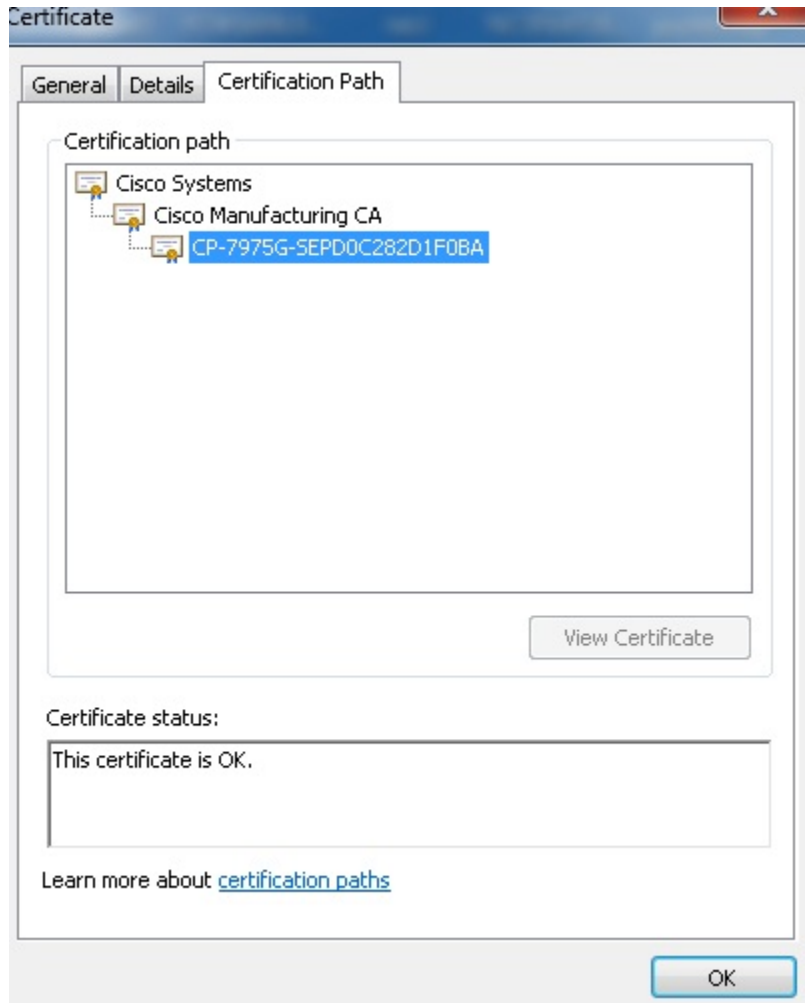 Certificate
General Details Certification Path
Certification path
Cisco Systems
Cisco Manufacturing CA
CP-7975G-SEPD0C282D1F0BA
View Certificate
Certificate status:
This certificate is OK.
Learn more about certification paths
OK